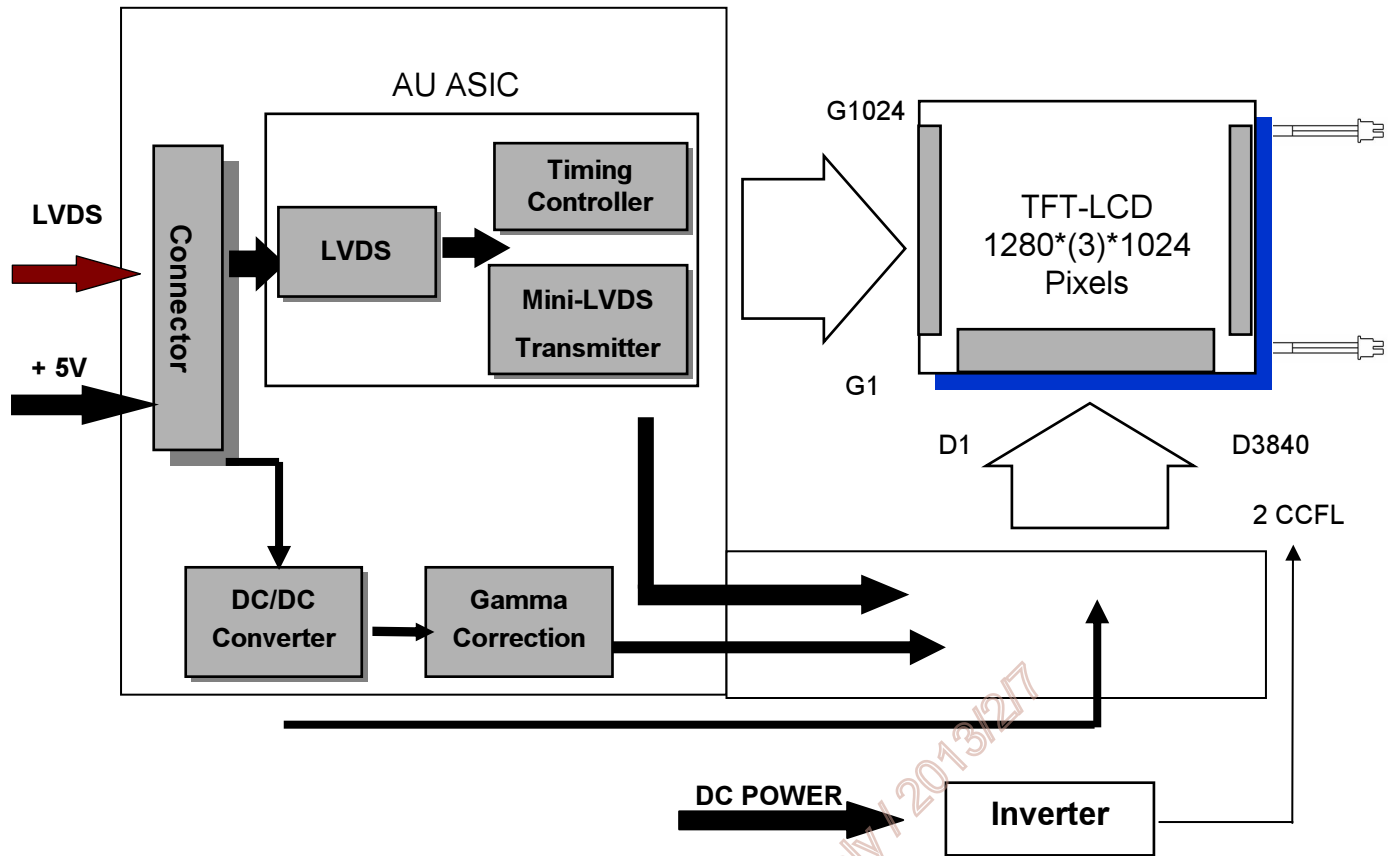 AU ASIC
G1024
Timing
Controller
LVDS
Connector
LVDS
TFT-LCD
1280*(3)*1024
Pixels
Mini-LVDS
Transmitter
+ 5V
G1
D1
D3840
2 CCFL
DC/DC
Converter
Gamma
Correction
DC POWER
Inverter
/ 2013/2/7